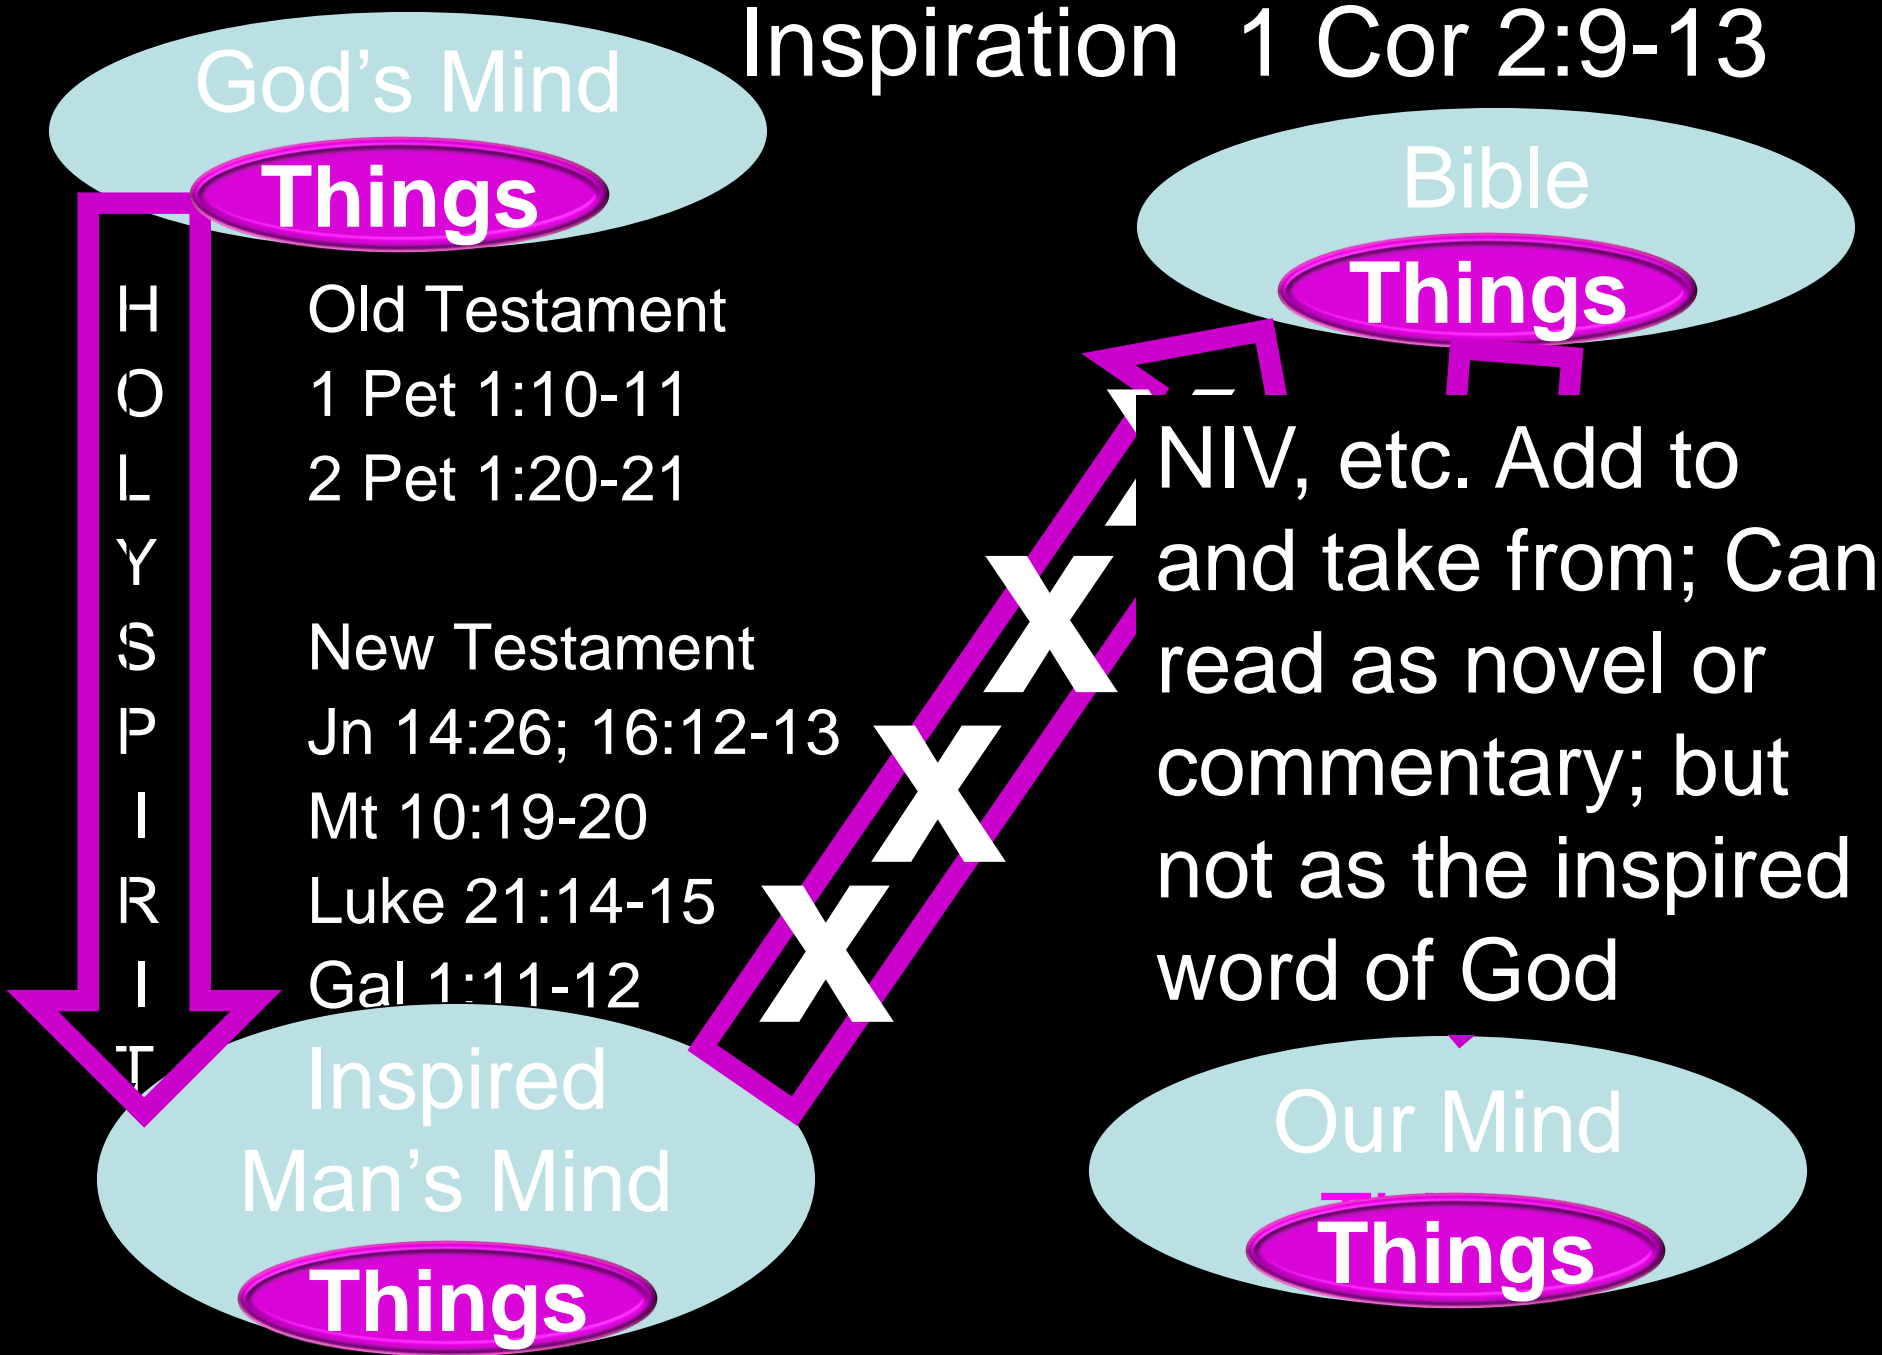 Inspiration 1 Cor 2:9-13
God's Mind
Things
H
O
L
Y
S
P
I
R
I
T
Old Testament
1 Pet 1:10-11
2 Pet 1:20-21
New Testament
Jn 14:26; 16:12-13
Mt 10:19-20
Luke 21:14-15
Gal 1:11-12
Inspired
Man's Mind
Things
X
X
X
Bible
Things
NIV, etc. Add to
and take from; Can
read as novel or
commentary; but
not as the inspired
word of God
Our Mind
Things